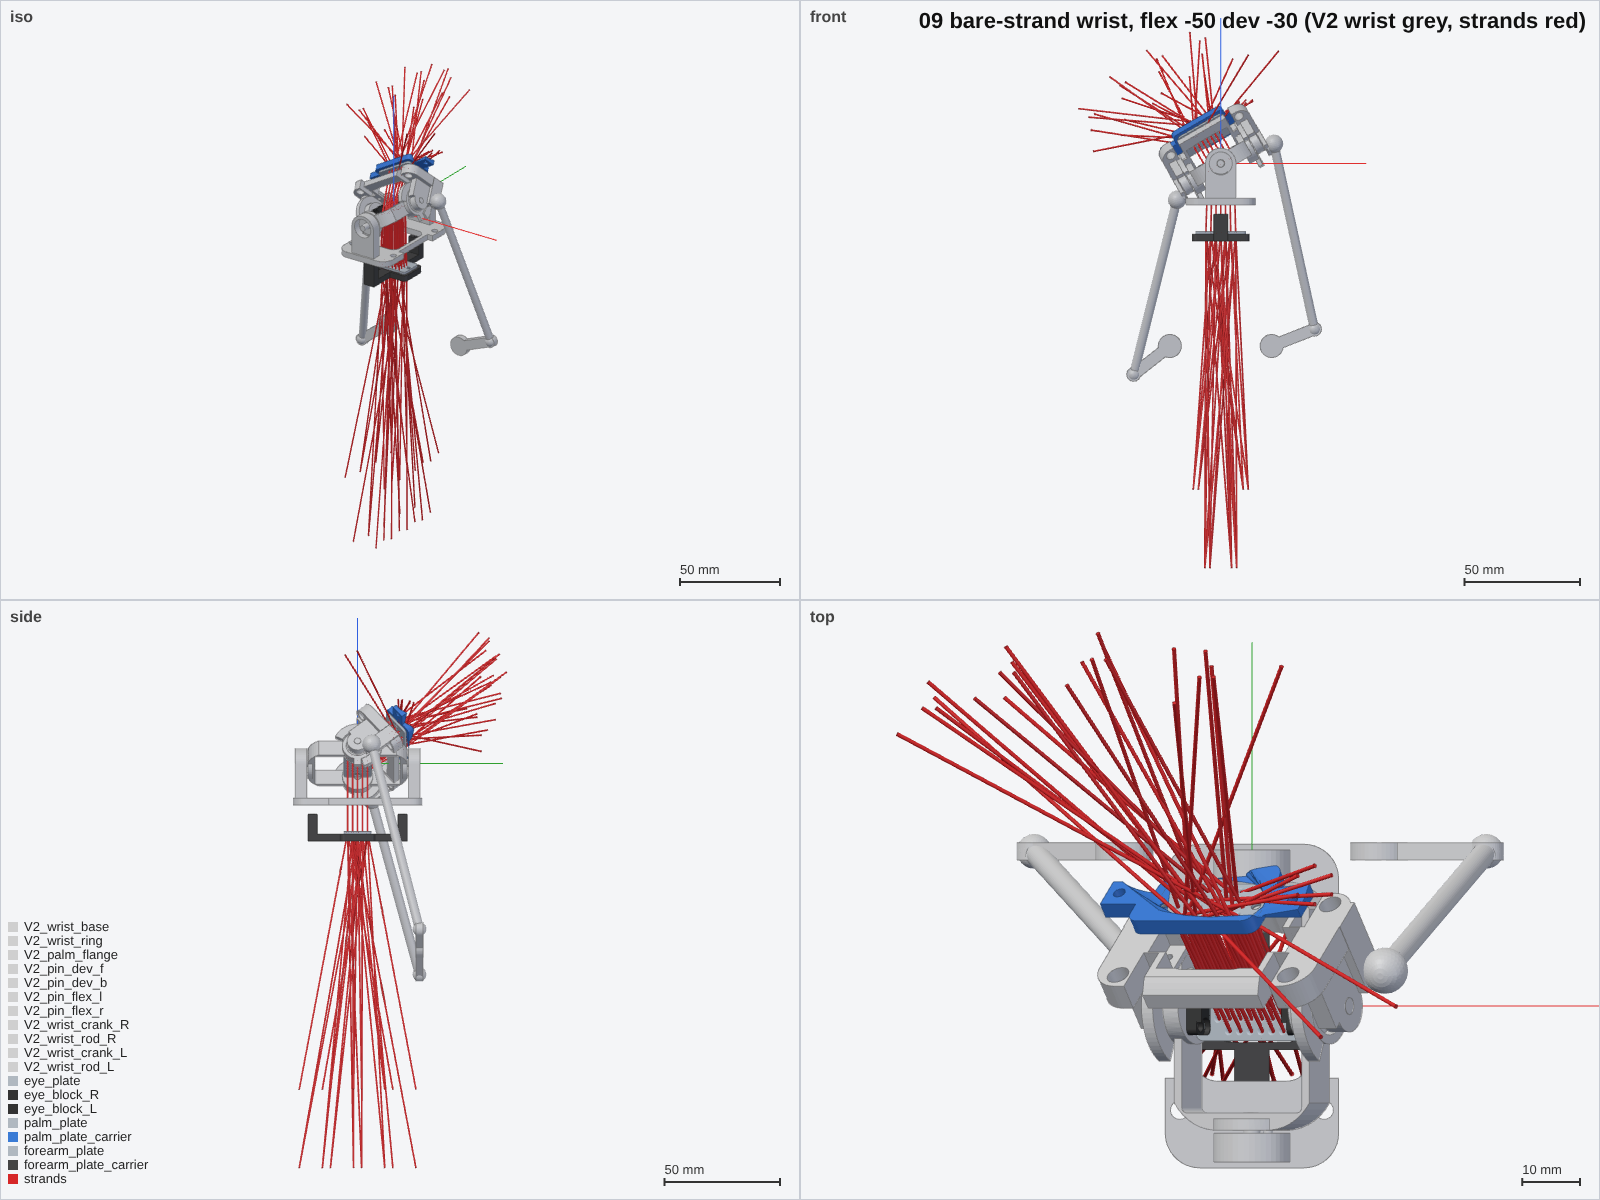 iso
front
09 bare-strand wrist, flex -50 dev -30 (V2 wrist grey, strands red)
50 mm
50 mm
side
top
V2_wrist_base
V2_wrist_ring
V2_palm_flange
V2_pin_dev_f
V2_pin_dev_b
V2_pin_flex_l
V2_pin_flex_r
V2_wrist_crank_R
V2_wrist_rod_R
V2_wrist_crank_L
V2_wrist_rod_L
eye_plate
eye_block_R
eye_block_L
palm_plate
palm_plate_carrier
forearm_plate
forearm_plate_carrier
strands
50 mm
10 mm